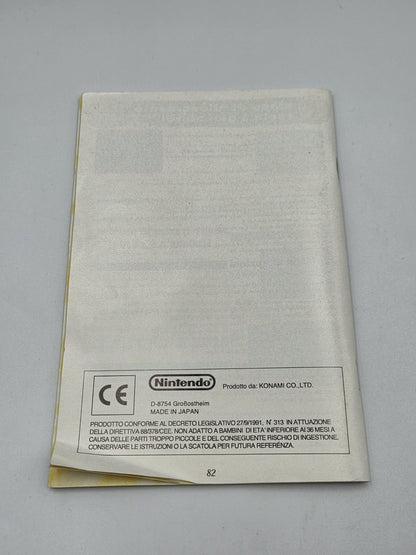 CE
Nintendo
Prodotto da: KONAMI CO., LTD.
D-8754 Großostheim
MADE IN JAPAN
PRODOTTO CONFORME AL DECRETO LEGISLATIVO 27/9/1991, N° 313 IN ATTUAZIONE
DELLA DIRETTIVA 88/378/CEE. NON ADATTO A BAMBINI DI ETA' INFERIORE AI 36 MESI A
CAUSA DELLE PARTI TROPPO PICCOLE E DEL CONSEGUENTE RISCHIO DI INGESTIONE.
CONSERVARE LE ISTRUZIONI O LA SCATOLA PER FUTURA REFERENZA.
82